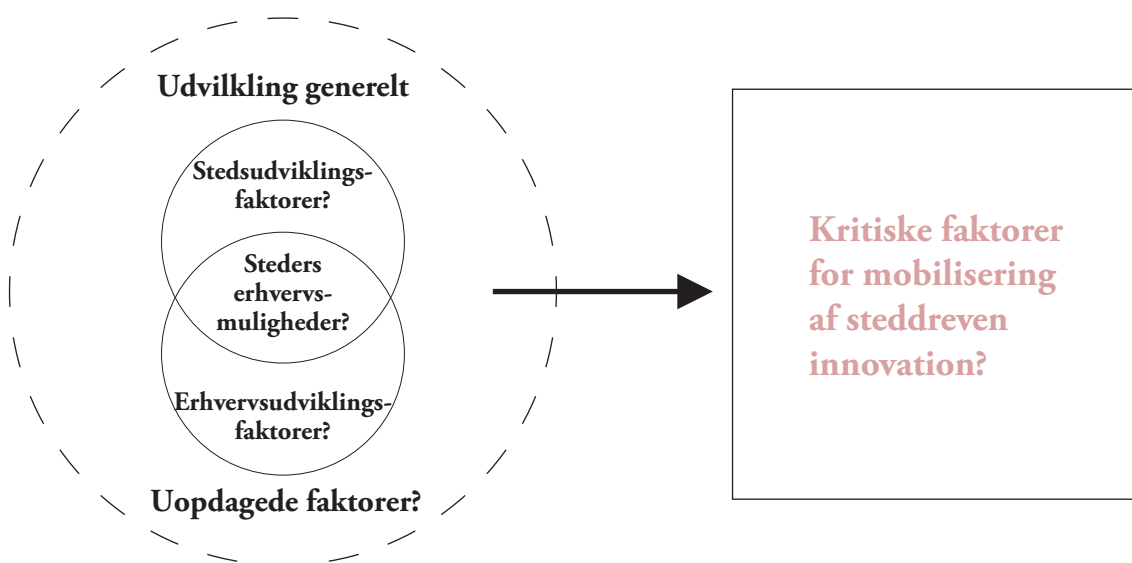 Udvilkling generelt
Stedsudviklings-
faktorer?
Steders
erhvervs-
muligheder?
Erhvervsudviklings-
faktorer?
Uopdagede faktorer?
Kritiske faktorer
for mobilisering
af steddreven
innovation?